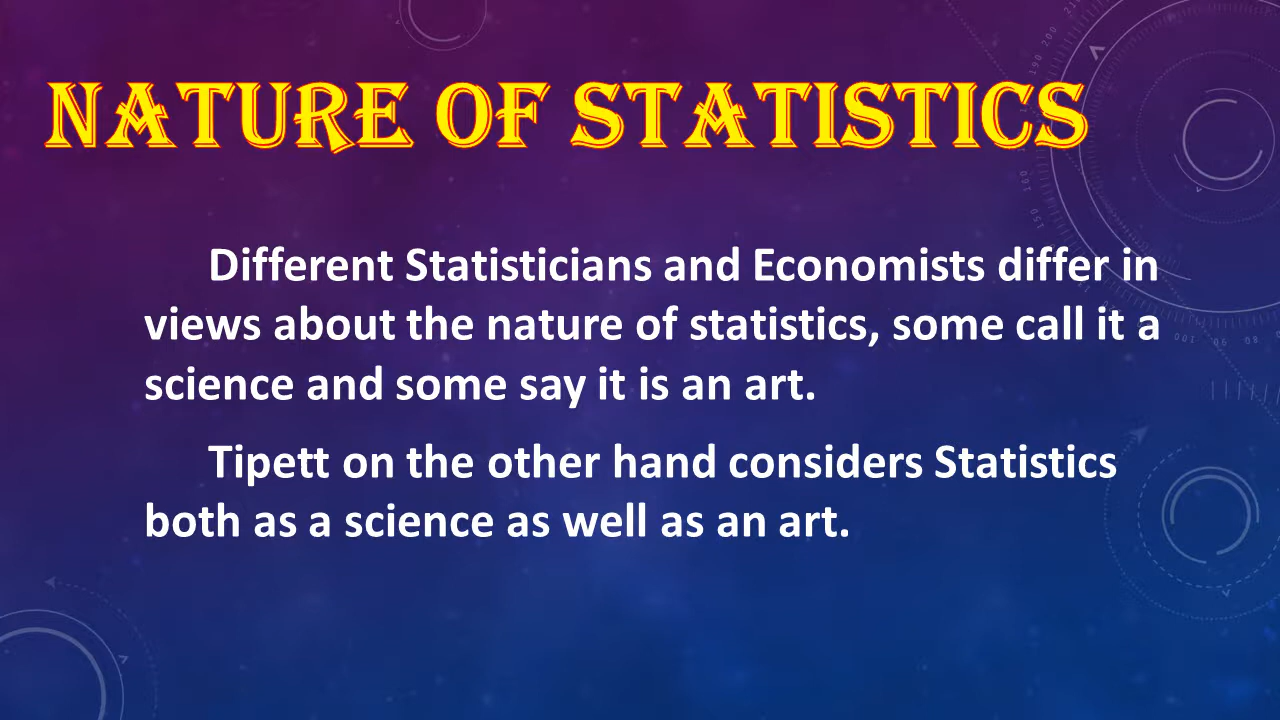 NATURE OF STATISTICS
Different Statisticians and Economists differ in
views about the nature of statistics, some call it a
science and some say it is an art.
Tipett on the other hand considers Statistics
both as a science as well as an art.